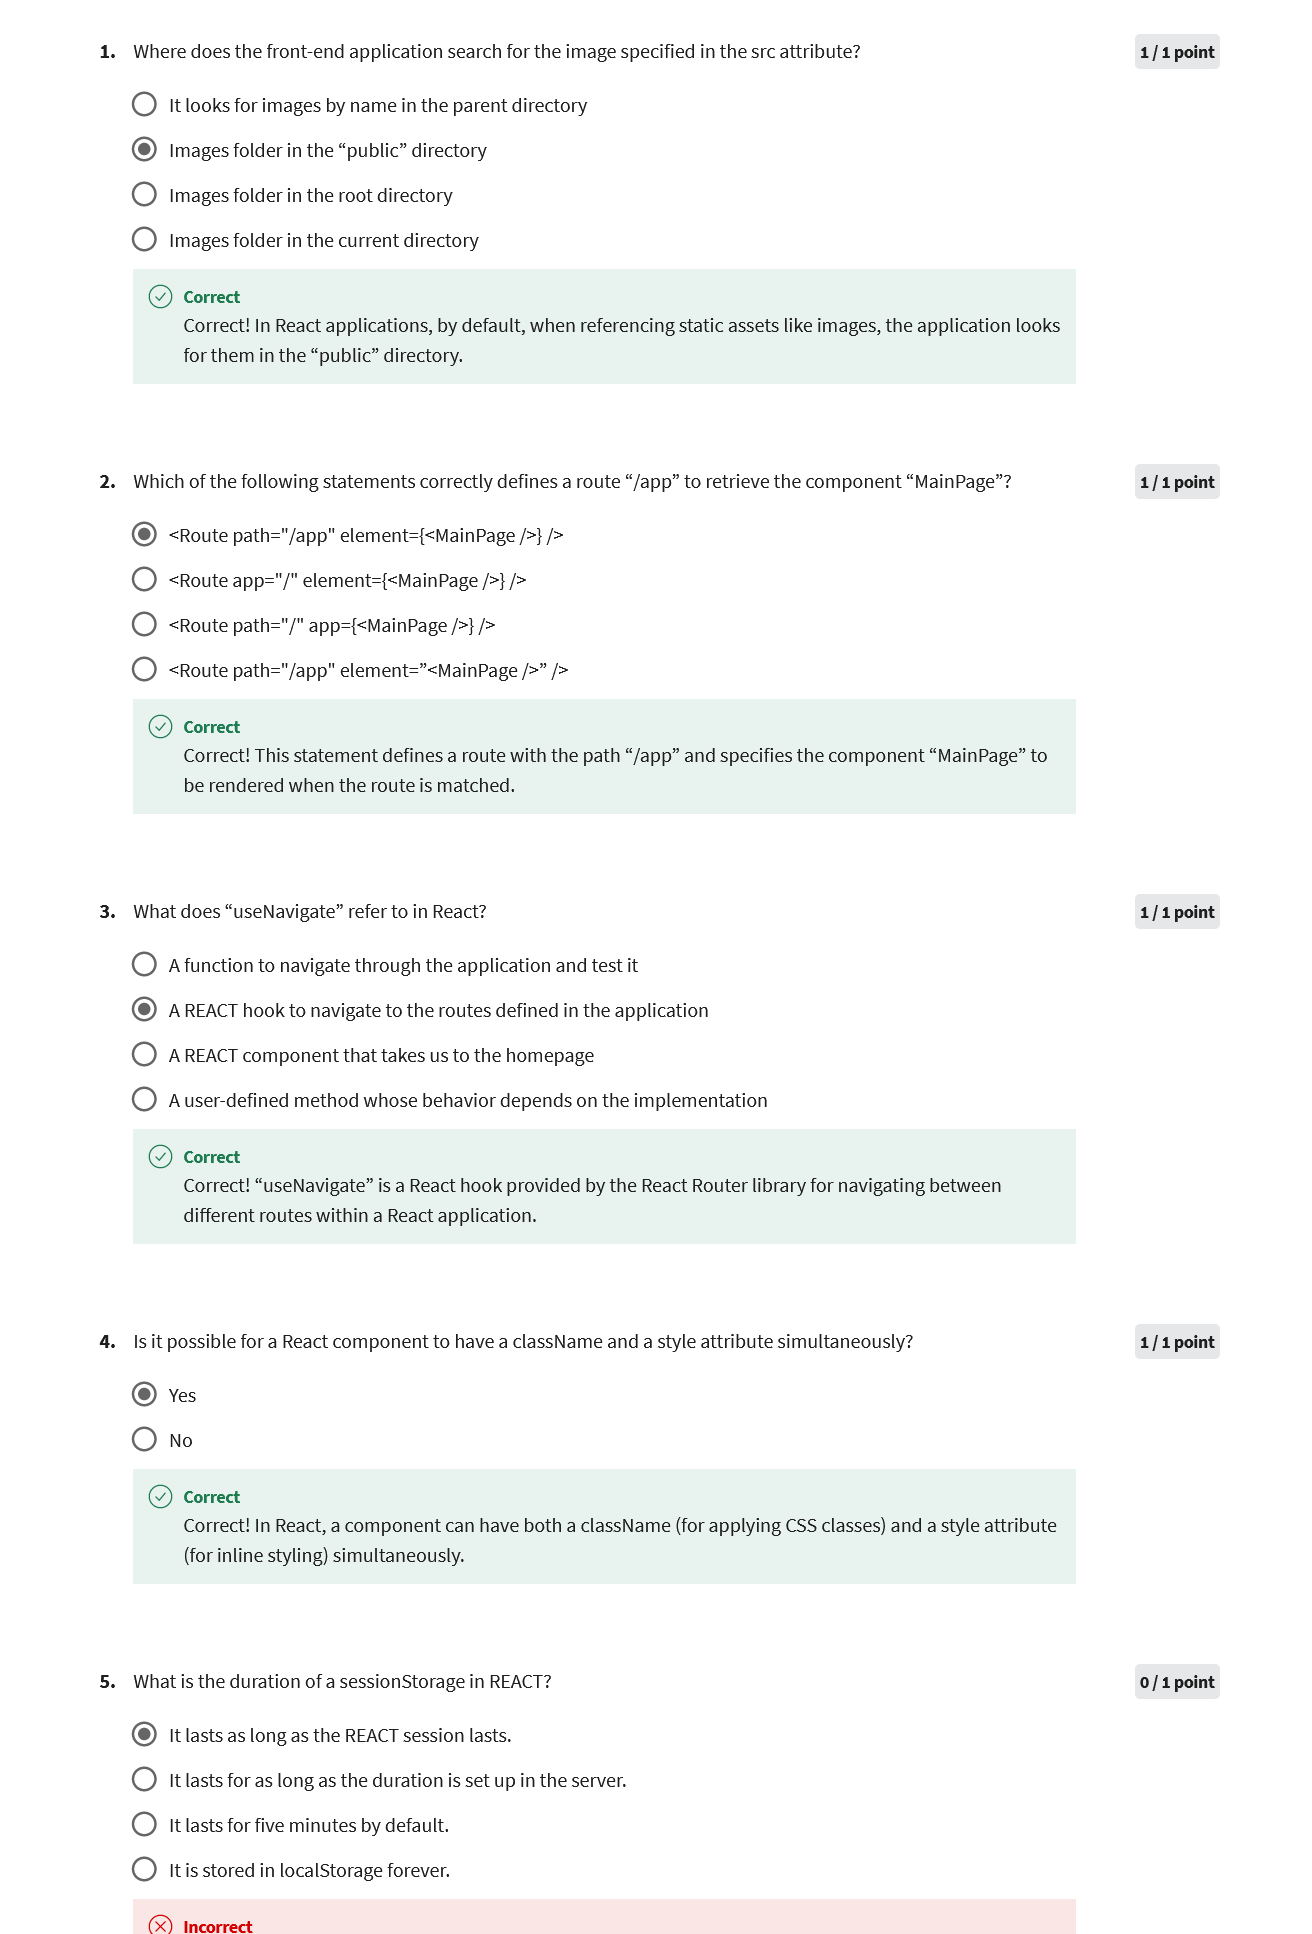 1. Where does the front-end application search for the image specified in the src attribute? 1 / 1 point
It looks for images by name in the parent directory
Images folder in the “public” directory
Images folder in the root directory
Images folder in the current directory
Correct
Correct! In React applications, by default, when referencing static assets like images, the application looks
for them in the “public” directory.
2. Which of the following statements correctly defines a route “/app” to retrieve the component “MainPage”? 1 / 1 point
<Route path="/app" element={<MainPage />} />
<Route app="/" element={<MainPage />} />
<Route path="/" app={<MainPage />} />
<Route path="/app" element=”<MainPage />” />
Correct
Correct! This statement defines a route with the path “/app” and specifies the component “MainPage” to
be rendered when the route is matched.
3. What does “useNavigate” refer to in React? 1 / 1 point
A function to navigate through the application and test it
A REACT hook to navigate to the routes defined in the application
A REACT component that takes us to the homepage
A user-defined method whose behavior depends on the implementation
Correct
Correct! “useNavigate” is a React hook provided by the React Router library for navigating between
different routes within a React application.
4. Is it possible for a React component to have a className and a style attribute simultaneously? 1 / 1 point
Yes
No
Correct
Correct! In React, a component can have both a className (for applying CSS classes) and a style attribute
(for inline styling) simultaneously.
5. What is the duration of a sessionStorage in REACT? 0 / 1 point
It lasts as long as the REACT session lasts.
It lasts for as long as the duration is set up in the server.
It lasts for five minutes by default.
It is stored in localStorage forever.
Incorrect